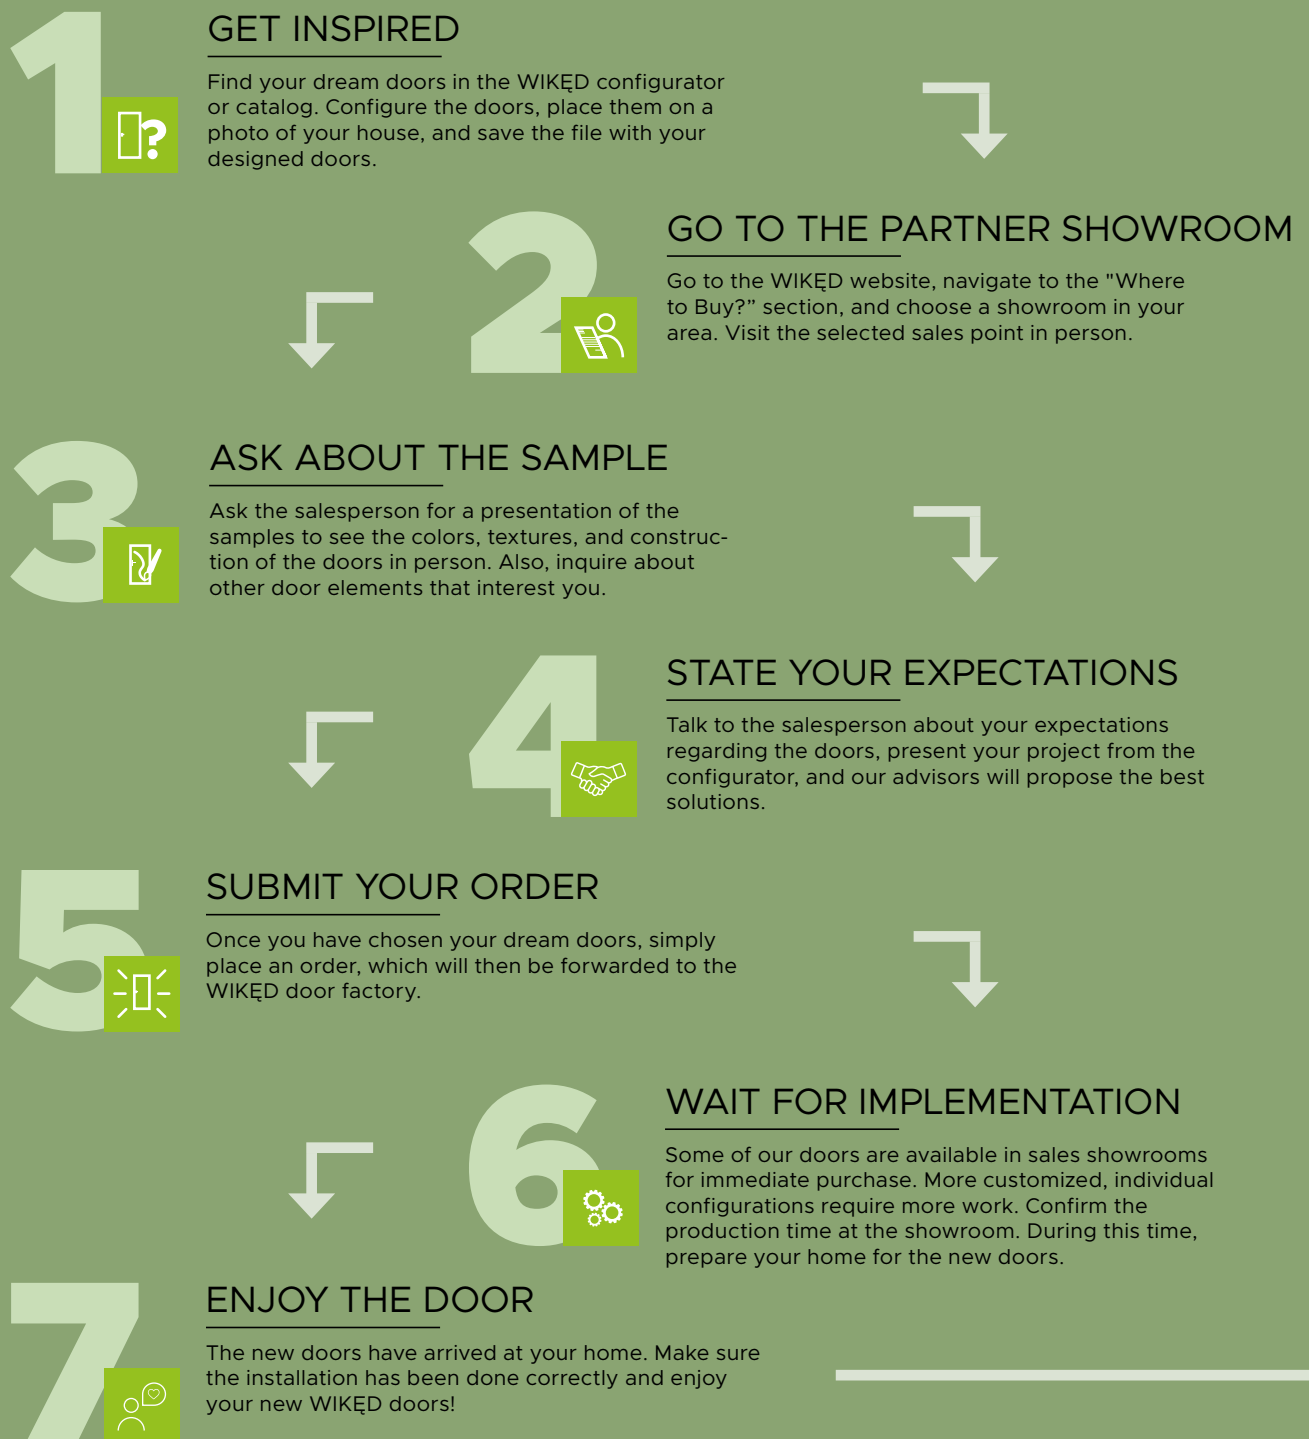 1
GET INSPIRED
Find your dream doors in the WIKĘD configurator
or catalog. Configure the doors, place them on a
photo of your house, and save the file with your
designed doors.
?
2
GO TO THE PARTNER SHOWROOM
Go to the WIKĘD website, navigate to the "Where
to Buy?” section, and choose a showroom in your
area. Visit the selected sales point in person.
3
ASK ABOUT THE SAMPLE
Ask the salesperson for a presentation of the
samples to see the colors, textures, and construc-
tion of the doors in person. Also, inquire about
other door elements that interest you.
4
STATE YOUR EXPECTATIONS
Talk to the salesperson about your expectations
regarding the doors, present your project from the
configurator, and our advisors will propose the best
solutions.
5
SUBMIT YOUR ORDER
Once you have chosen your dream doors, simply
place an order, which will then be forwarded to the
WIKĘD door factory.
6
WAIT FOR IMPLEMENTATION
Some of our doors are available in sales showrooms
for immediate purchase. More customized, individual
configurations require more work. Confirm the
production time at the showroom. During this time,
prepare your home for the new doors.
7
ENJOY THE DOOR
The new doors have arrived at your home. Make sure
the installation has been done correctly and enjoy
your new WIKĘD doors!